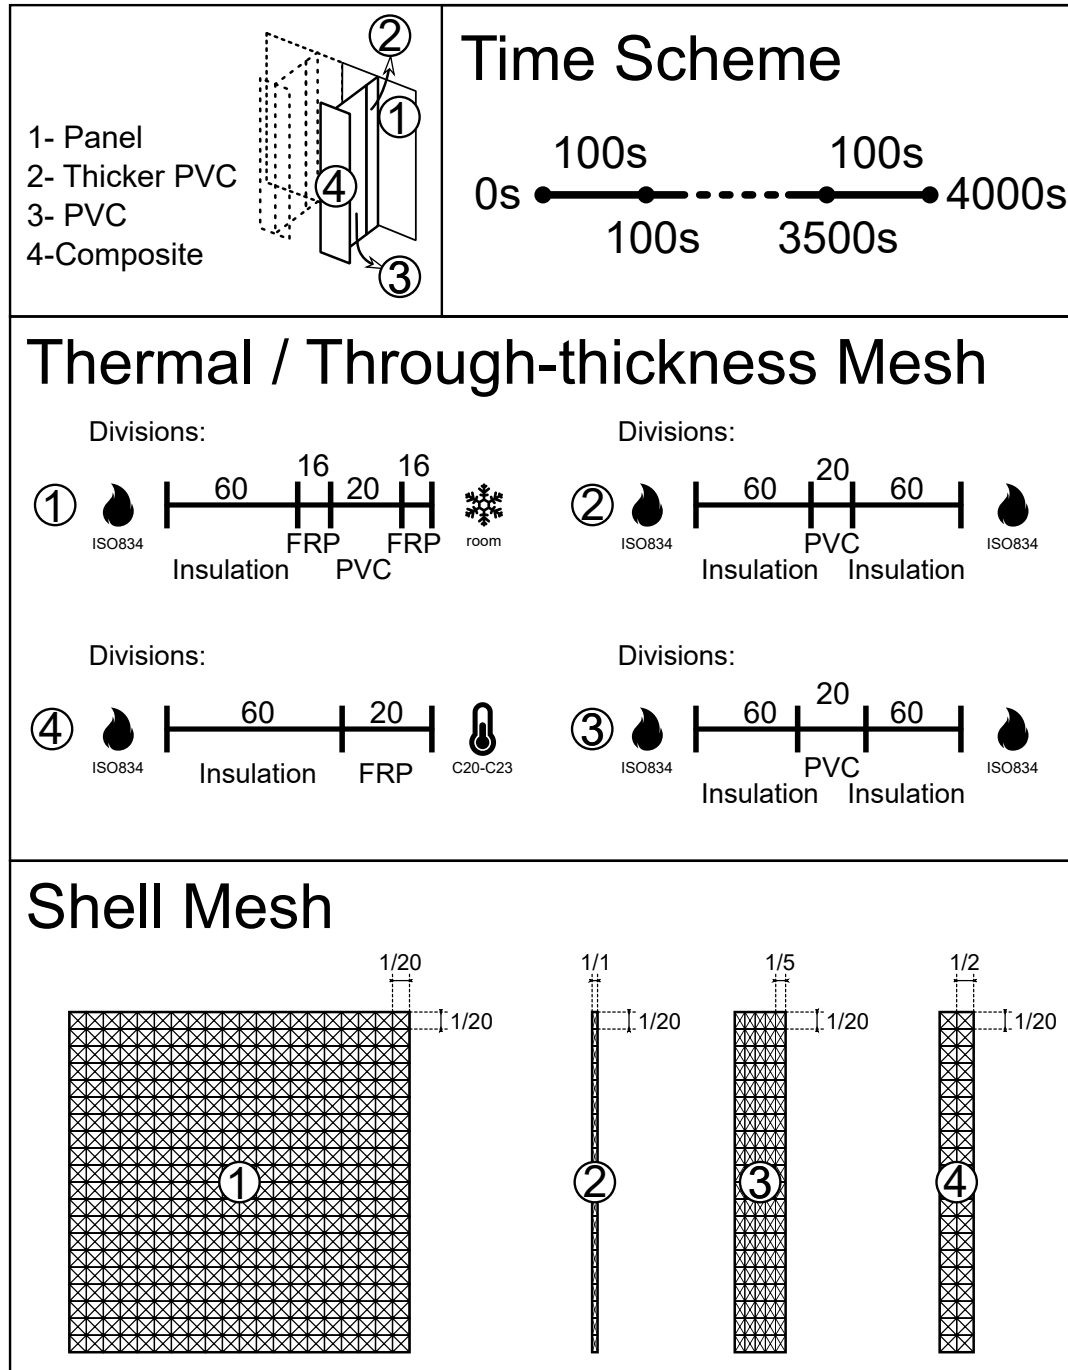 2
1
4
3
1- Panel
2- Thicker PVC
3- PVC
4-Composite
Time Scheme
100s 100s
0s 4000s
100s 3500s
Thermal / Through-thickness Mesh
Divisions:
16 16
60 20
1 ISO834 room
FRP FRP
Insulation PVC
Divisions:
20
60 60
2 ISO834 ISO834
PVC
Insulation Insulation
Divisions:
60 20
4 ISO834 C20-C23
Insulation FRP
Divisions:
20
60 60
3 ISO834 ISO834
PVC
Insulation Insulation
Shell Mesh
1/20 1/1 1/5 1/2
1/20 1/20 1/20 1/20
1 2 3 4